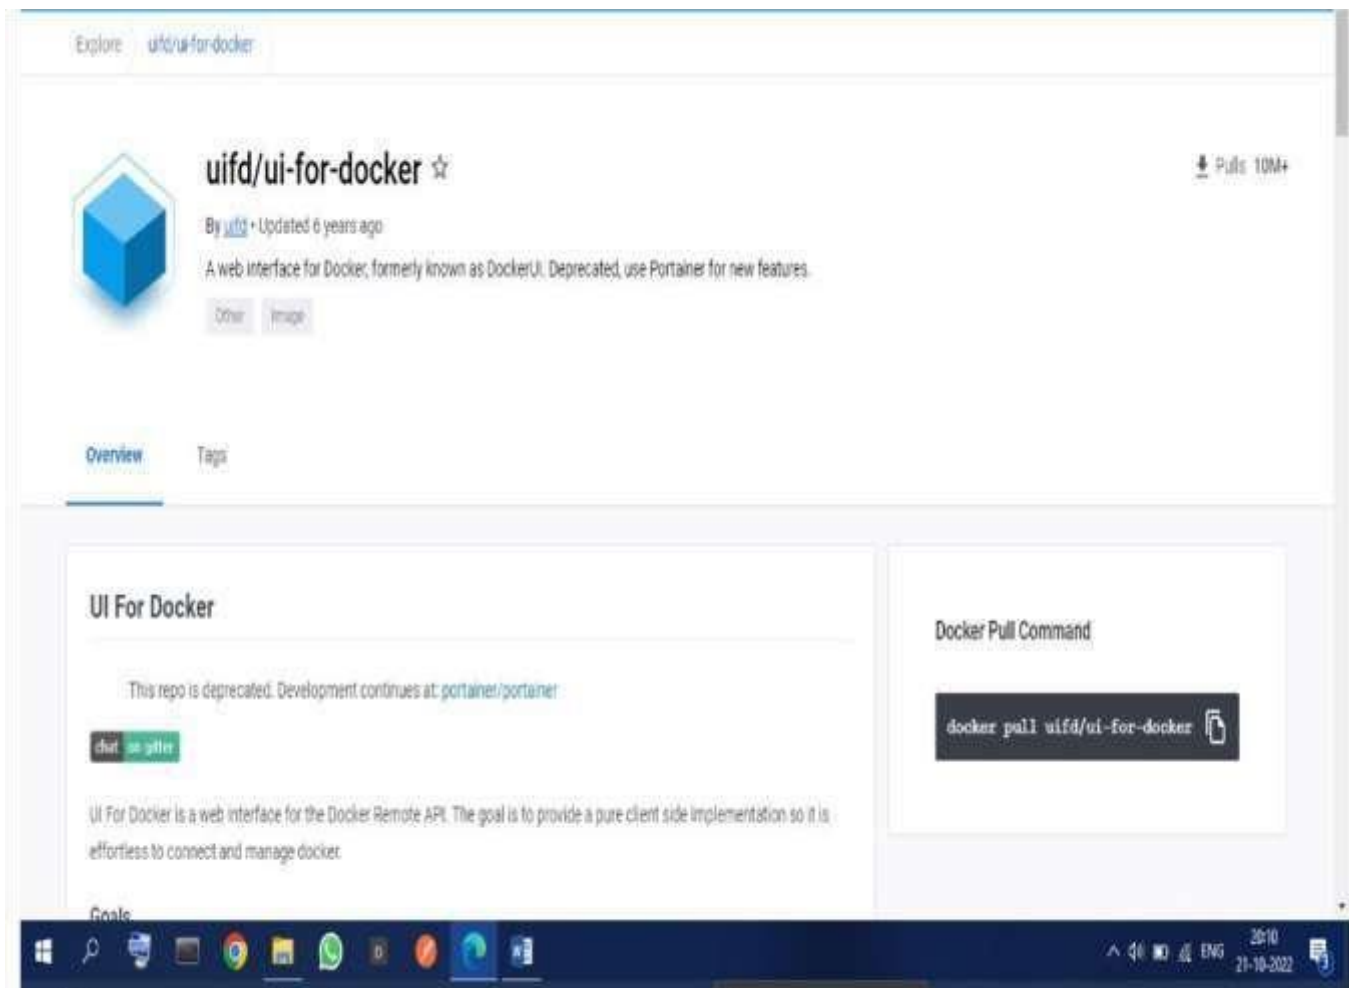 Explore uifd/ui-for-docker
uifd/ui-for-docker
Pulls 10M+
By uifd • Updated 6 years ago
A web interface for Docker, formerly known as DockerUI. Deprecated, use Portainer for new features.
Other Image
Overview Tags
UI For Docker
This repo is deprecated. Development continues at: portainer/portainer
chat on gitter
UI For Docker is a web interface for the Docker Remote API. The goal is to provide a pure client side implementation so it is
effortless to connect and manage docker.
Goals
Docker Pull Command
docker pull uifd/ui-for-docker
ENG
20:10
21-10-2022